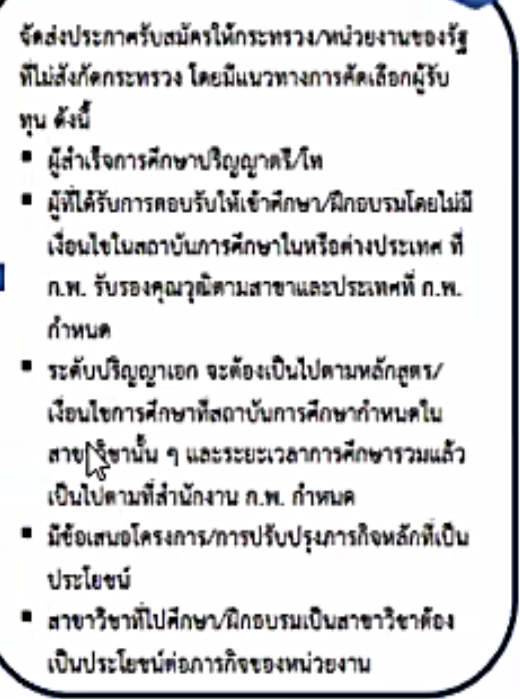 จัดส่งประกาศรับสมัครให้กระทรวง/หน่วยงานของรัฐ
ที่ไม่สังกัดกระทรวง โดยมีแนวทางการคัดเลือกผู้รับ
ทุน ดังนี้
▪ ผู้สำเร็จการศึกษาปริญญาตรี/โท
▪ ผู้ที่ได้รับการตอบรับให้เข้าศึกษา/ฝึกอบรมโดยไม่มี
เงื่อนไขในสถาบันการศึกษาในหรือต่างประเทศ ที่
ก.พ. รับรองคุณวุฒิตามสาขาและประเทศที่ ก.พ.
กำหนด
▪ ระดับปริญญาเอก จะต้องเป็นไปตามหลักสูตร/
เงื่อนไขการศึกษาที่สถาบันการศึกษากำหนดใน
สาขาวิชานั้น ๆ และระยะเวลาการศึกษารวมแล้ว
เป็นไปตามที่สำนักงาน ก.พ. กำหนด
▪ มีข้อเสนอโครงการ/การปรับปรุงภารกิจหลักที่เป็น
ประโยชน์
▪ สาขาวิชาที่ไปศึกษา/ฝึกอบรมเป็นสาขาวิชาต้อง
เป็นประโยชน์ต่อภารกิจของหน่วยงาน